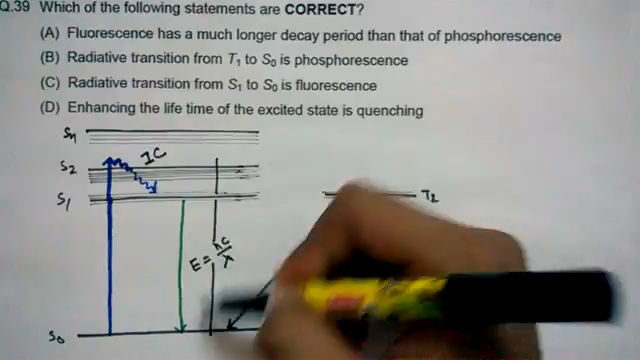 Q.39 Which of the following statements are CORRECT?
(A) Fluorescence has a much longer decay period than that of phosphorescence
(B) Radiative transition from T₁ to S₀ is phosphorescence
(C) Radiative transition from S₁ to S₀ is fluorescence
(D) Enhancing the life time of the excited state is quenching
Sn
IC
S₂
S₁
T₂
E = hc/λ
S₀